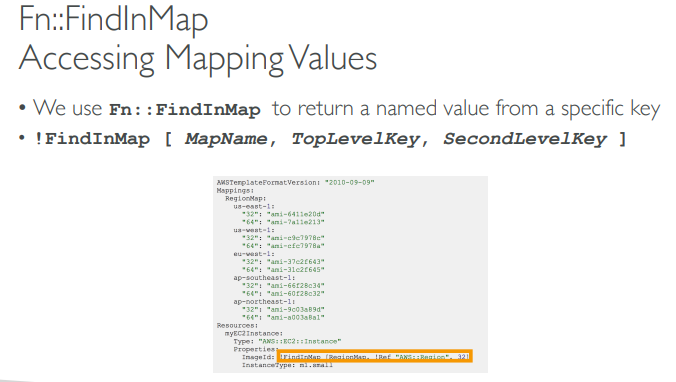 Fn::FindInMap
Accessing Mapping Values
• We use Fn::FindInMap to return a named value from a specific key
• !FindInMap [ MapName, TopLevelKey, SecondLevelKey ]
AWSTemplateFormatVersion: "2010-09-09"
Mappings:
RegionMap:
us-east-1:
"32": "ami-6411e20d"
"64": "ami-7a11e213"
us-west-1:
"32": "ami-c9c7978c"
"64": "ami-cfc7978a"
eu-west-1:
"32": "ami-37c2f643"
"64": "ami-31c2f645"
ap-southeast-1:
"32": "ami-66f28c34"
"64": "ami-60f28c32"
ap-northeast-1:
"32": "ami-9c03a89d"
"64": "ami-a003a8a1"
Resources:
myEC2Instance:
Type: "AWS::EC2::Instance"
Properties:
ImageId: !FindInMap [RegionMap, !Ref "AWS::Region", 32]
InstanceType: m1.small